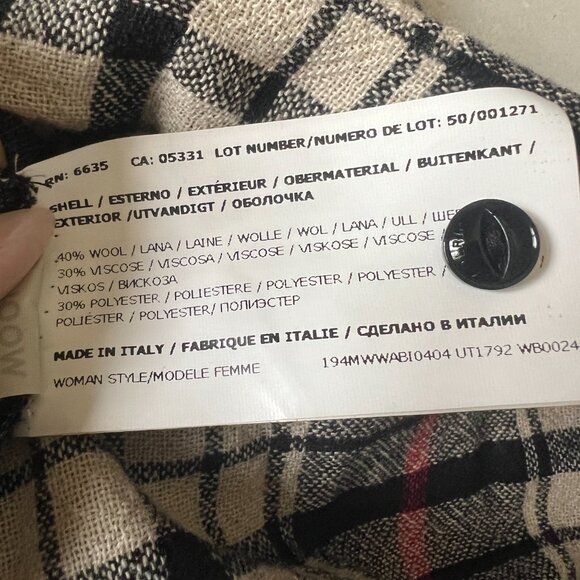 RN: 6635 CA: 05331 LOT NUMBER/NUMERO DE LOT: 50/001271
SHELL / ESTERNO / EXTÉRIEUR / OBERMATERIAL / BUITENKANT /
EXTERIOR /UTVANDIGT / ОБОЛОЧКА
40% WOOL / LANA / LAINE / WOLLE / WOL / LANA / ULL /
30% VISCOSE / VISCOSA / VISCOSE / VISKOSE / VISCOSE /
VISKOS / ВИСКОЗА
30% POLYESTER / POLIESTERE / POLYESTER / POLYESTER /
POLIÉSTER / POLYESTER/ ПОЛИЭСТЕР
MADE IN ITALY / FABRIQUE EN ITALIE / СДЕЛАНО В ИТАЛИИ
WOMAN STYLE/MODELE FEMME 194MWWABI0404 UT1792 WB0024